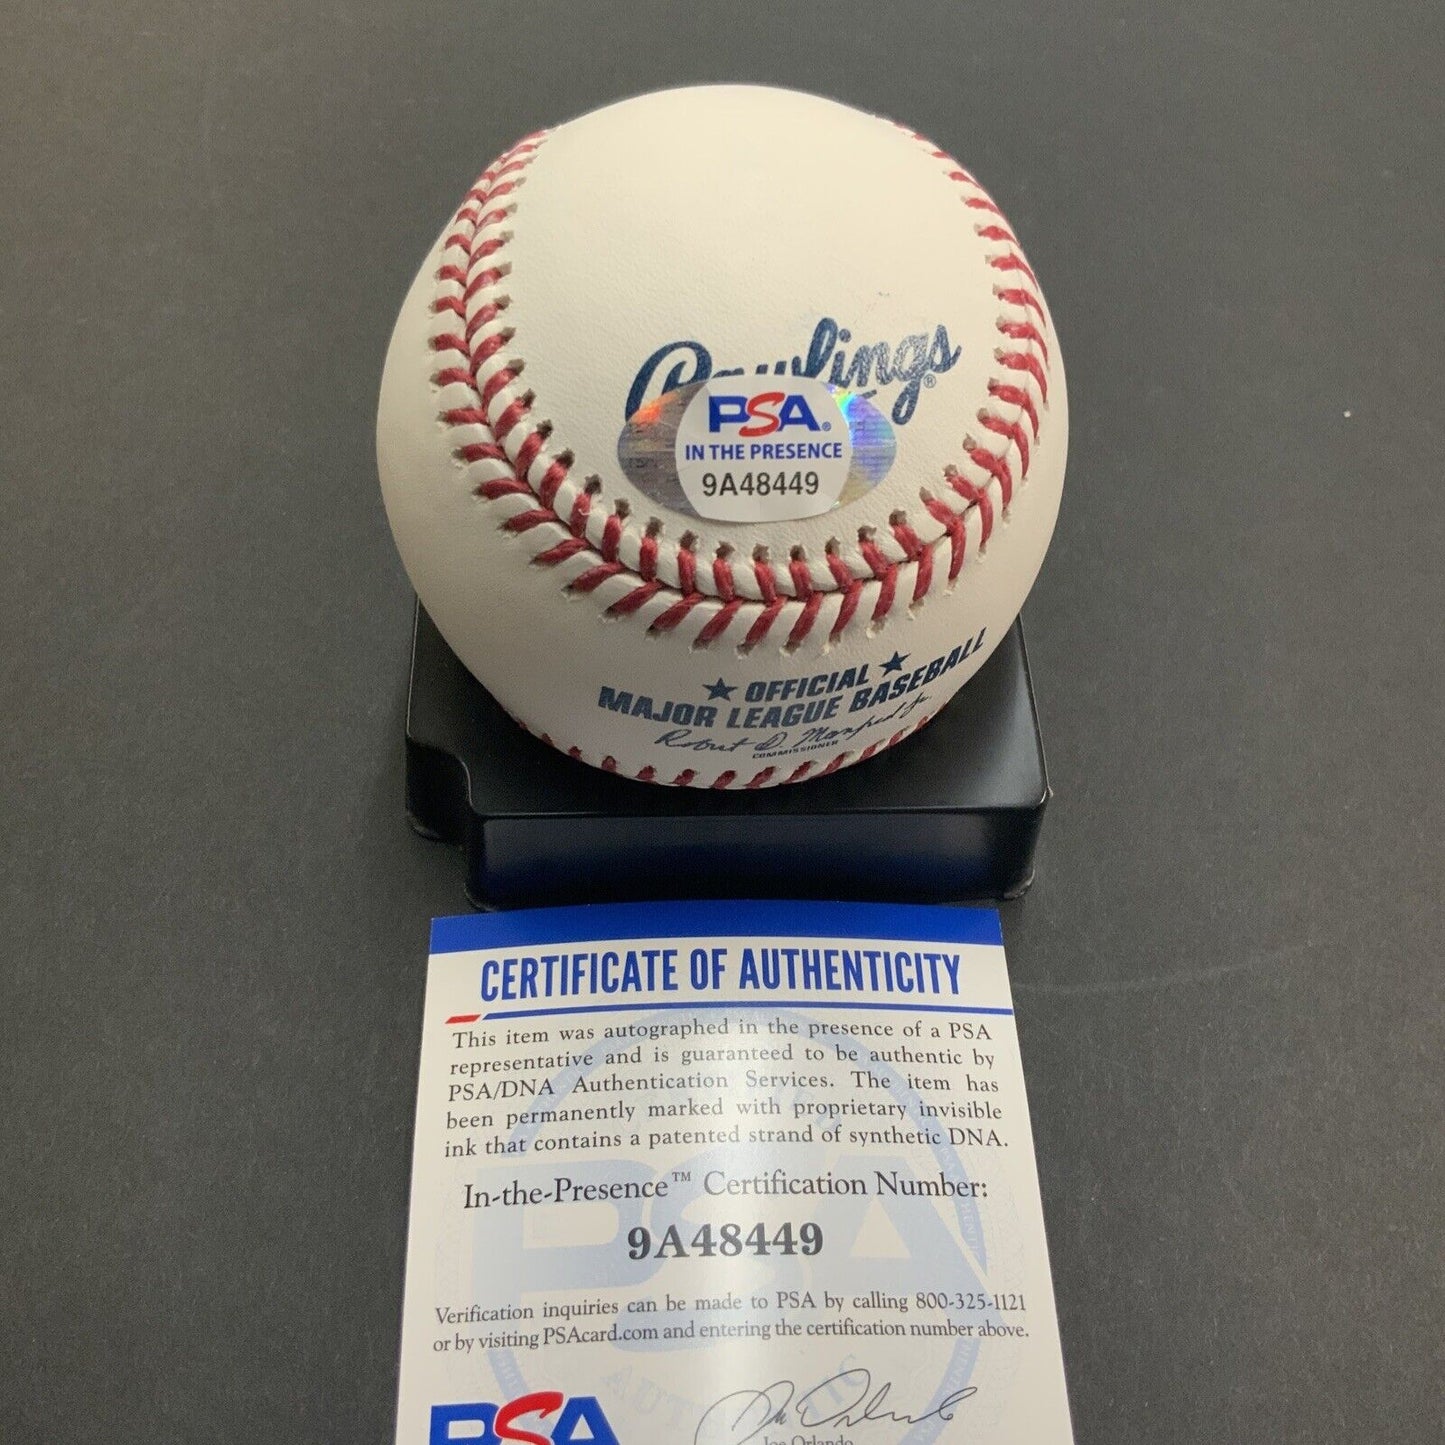 Rawlings®
PSA®
IN THE PRESENCE
9A48449
★ OFFICIAL ★
MAJOR LEAGUE BASEBALL
Robert D. Manfred Jr.
COMMISSIONER
CERTIFICATE OF AUTHENTICITY
This item was autographed in the presence of a PSA
representative and is guaranteed to be authentic by
PSA/DNA Authentication Services. The item has
been permanently marked with proprietary invisible
ink that contains a patented strand of synthetic DNA.
In-the-Presence™ Certification Number:
9A48449
Verification inquiries can be made to PSA by calling 800-325-1121
or by visiting PSAcard.com and entering the certification number above.
PSA
Joe Orlando